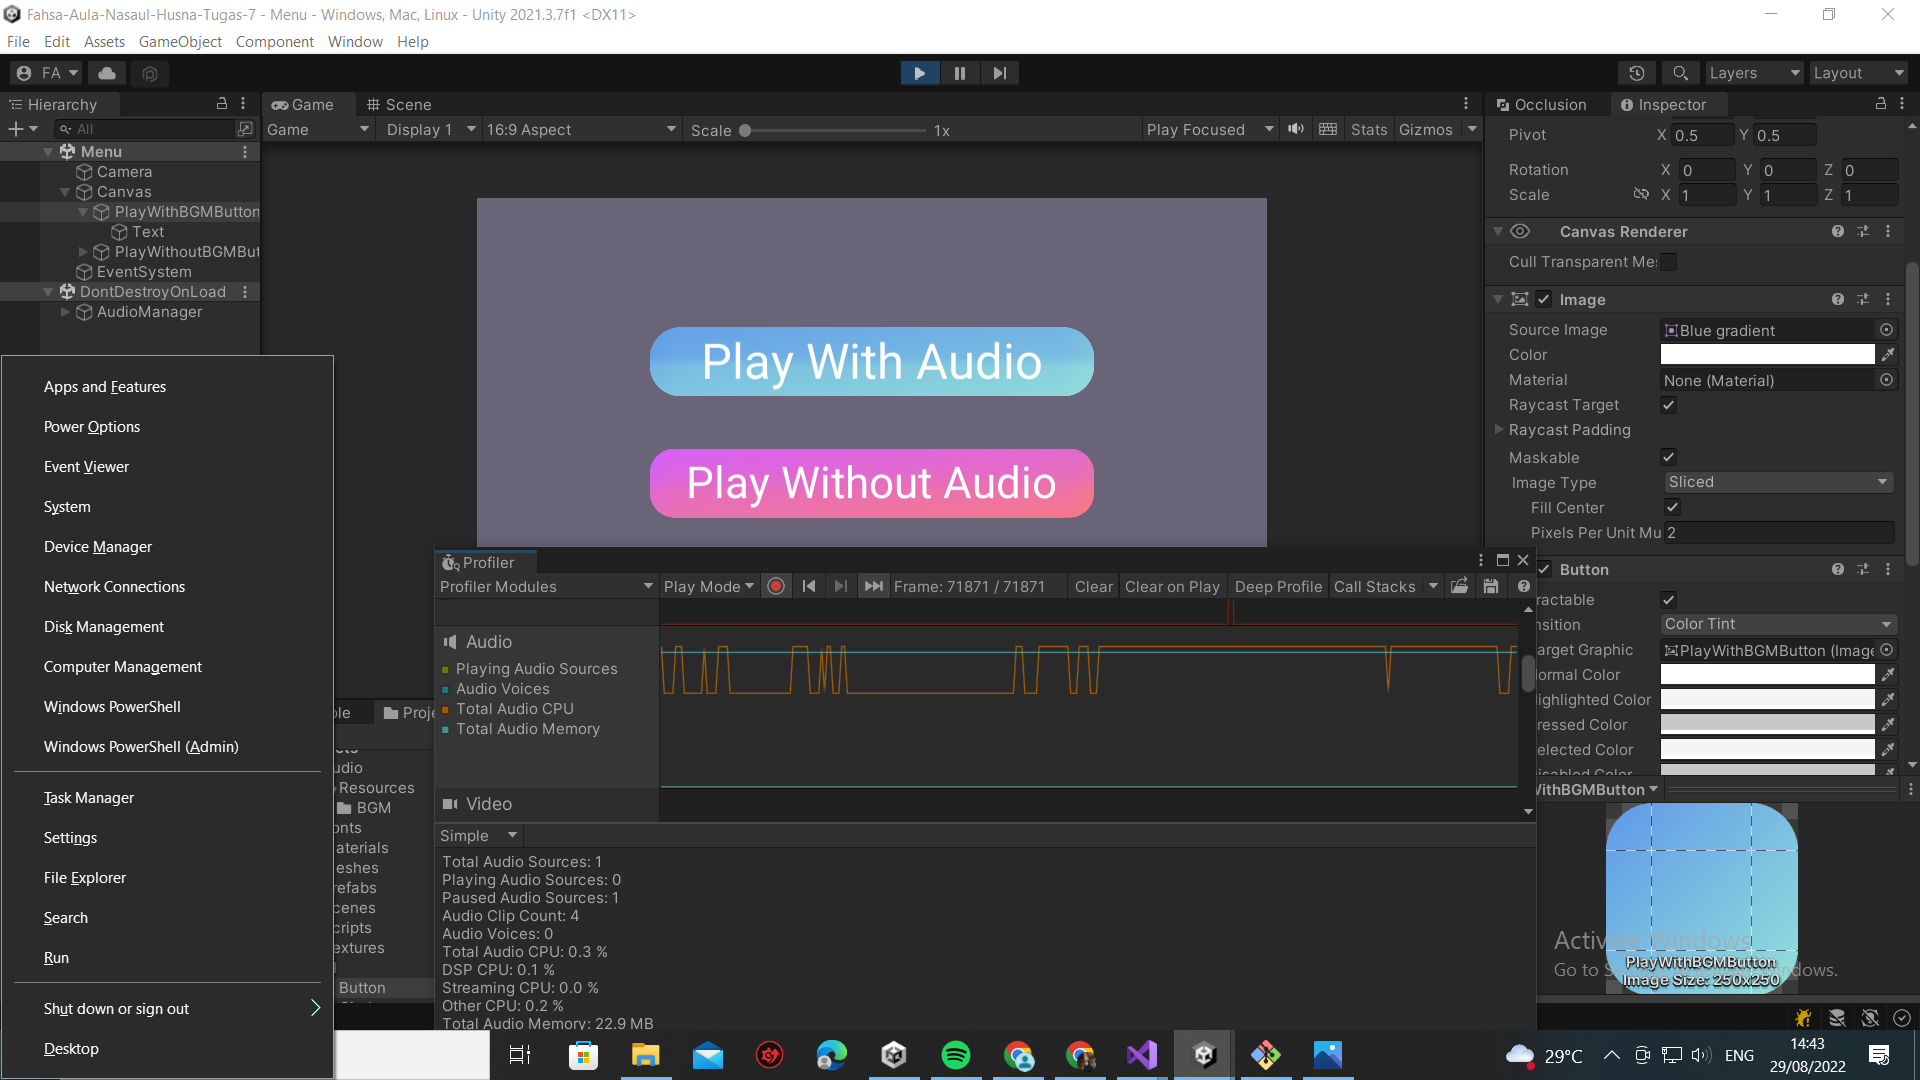 Fahsa-Aula-Nasaul-Husna-Tugas-7 - Menu - Windows, Mac, Linux - Unity 2021.3.7f1 <DX11>
File Edit Assets GameObject Component Window Help
FA
Layers
Layout
Hierarchy
All
Menu
Camera
Canvas
PlayWithBGMButton
Text
PlayWithoutBGMBut
EventSystem
DontDestroyOnLoad
AudioManager
Game
Scene
Game
Display 1
16:9 Aspect
Scale
1x
Play Focused
Stats
Gizmos
Play With Audio
Play Without Audio
Occlusion
Inspector
Pivot X 0.5 Y 0.5
Rotation X 0 Y 0 Z 0
Scale X 1 Y 1 Z 1
Canvas Renderer
Cull Transparent Me
Image
Source Image Blue gradient
Color
Material None (Material)
Raycast Target
Raycast Padding
Maskable
Image Type Sliced
Fill Center
Pixels Per Unit Mu 2
Button
ractable
nsition Color Tint
arget Graphic PlayWithBGMButton (Image
ormal Color
ighlighted Color
ressed Color
elected Color
isabled Color
VithBGMButton
PlayWithBGMButton
Image Size: 250x250
Activate Windows
Go to S
dows.
Apps and Features
Power Options
Event Viewer
System
Device Manager
Network Connections
Disk Management
Computer Management
Windows PowerShell
Windows PowerShell (Admin)
Task Manager
Settings
File Explorer
Search
Run
Shut down or sign out
Desktop
ole
Proje
ets
udio
Resources
BGM
onts
aterials
eshes
refabs
cenes
cripts
extures
Button
Profiler
Profiler Modules
Play Mode
Frame: 71871 / 71871
Clear
Clear on Play
Deep Profile
Call Stacks
Audio
Playing Audio Sources
Audio Voices
Total Audio CPU
Total Audio Memory
Video
Simple
Total Audio Sources: 1
Playing Audio Sources: 0
Paused Audio Sources: 1
Audio Clip Count: 4
Audio Voices: 0
Total Audio CPU: 0.3 %
DSP CPU: 0.1 %
Streaming CPU: 0.0 %
Other CPU: 0.2 %
Total Audio Memory: 22.9 MB
29°C
ENG
14:43
29/08/2022